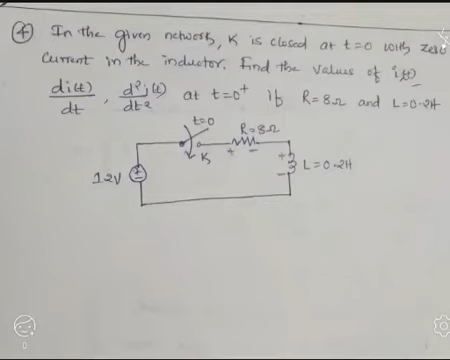 ④ In the given network, K is closed at t=0 with zero
current in the inductor. Find the values of i(t)
di(t)/dt, d²i(t)/dt² at t=0⁺ if R=8Ω and L=0.2H
t=0
R=8Ω
K
+ -
+
-
L=0.2H
12V